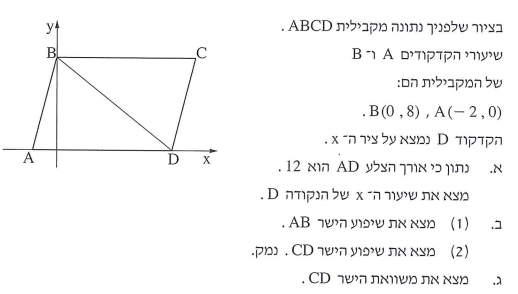 בציור שלפניך נתונה מקבילית ABCD .
שיעורי הקדקודים A ו־ B
של המקבילית הם:
B(0 , 8) , A(− 2 , 0) .
הקדקוד D נמצא על ציר ה־ x .
א. נתון כי אורך הצלע AD הוא 12 .
מצא את שיעור ה־ x של הנקודה D .
ב. (1) מצא את שיפוע הישר AB .
(2) מצא את שיפוע הישר CD . נמק.
ג. מצא את משוואת הישר CD .
y
B
C
A
D
x